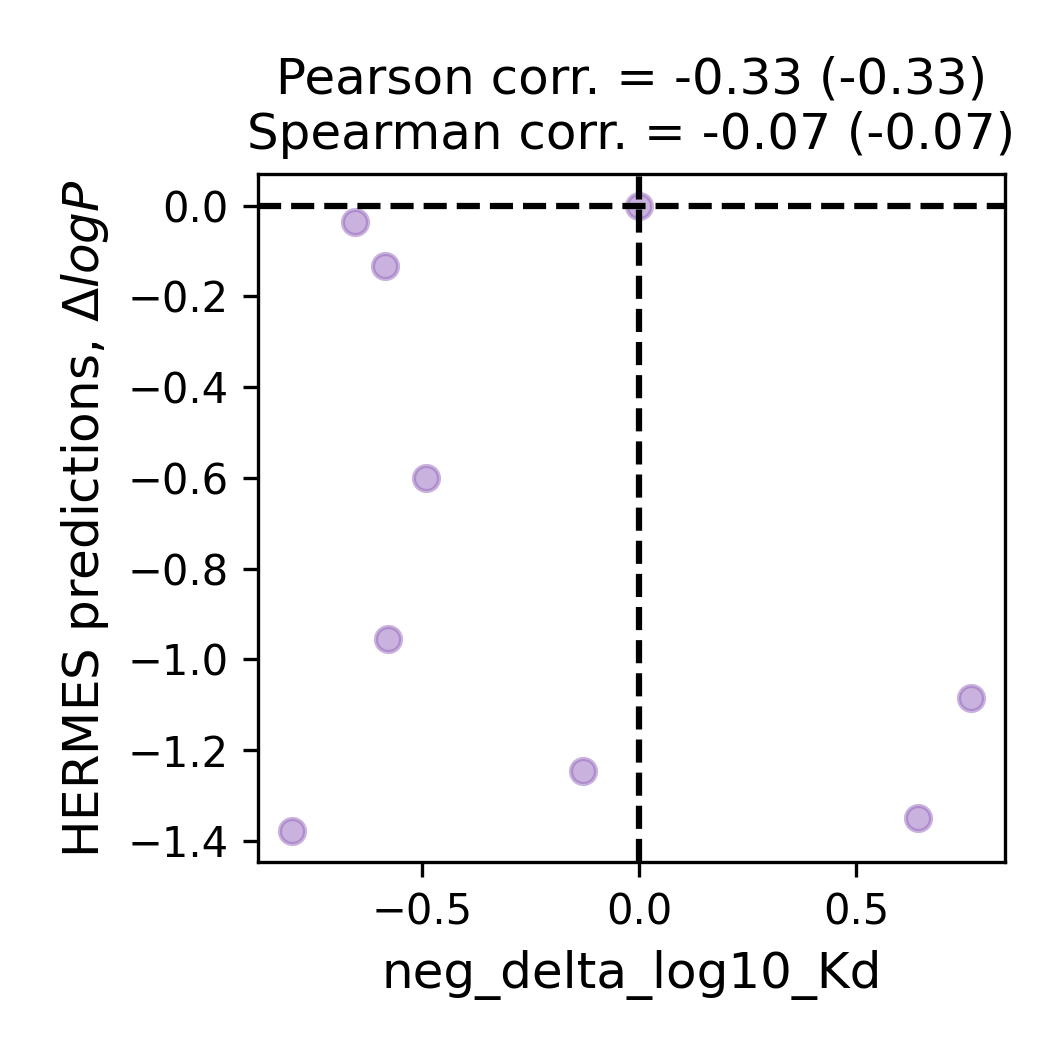 Pearson corr. = -0.33 (-0.33)
Spearman corr. = -0.07 (-0.07)
HERMES predictions, ΔlogP
0.0
−0.2
−0.4
−0.6
−0.8
−1.0
−1.2
−1.4
−0.5 0.0 0.5
neg_delta_log10_Kd